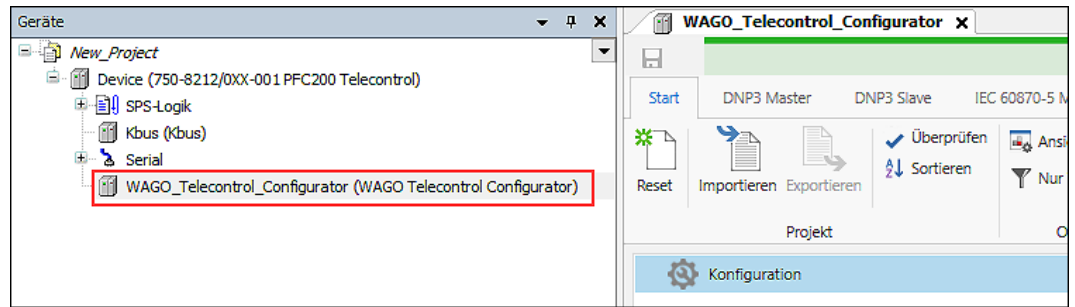 Geräte
New_Project
Device (750-8212/0XX-001 PFC200 Telecontrol)
SPS-Logik
Kbus (Kbus)
Serial
WAGO_Telecontrol_Configurator (WAGO Telecontrol Configurator)
WAGO_Telecontrol_Configurator
Start DNP3 Master DNP3 Slave IEC 60870-5 M
Reset
Importieren
Exportieren
Überprüfen
Sortieren
Ansi
Nur
Projekt
O
Konfiguration